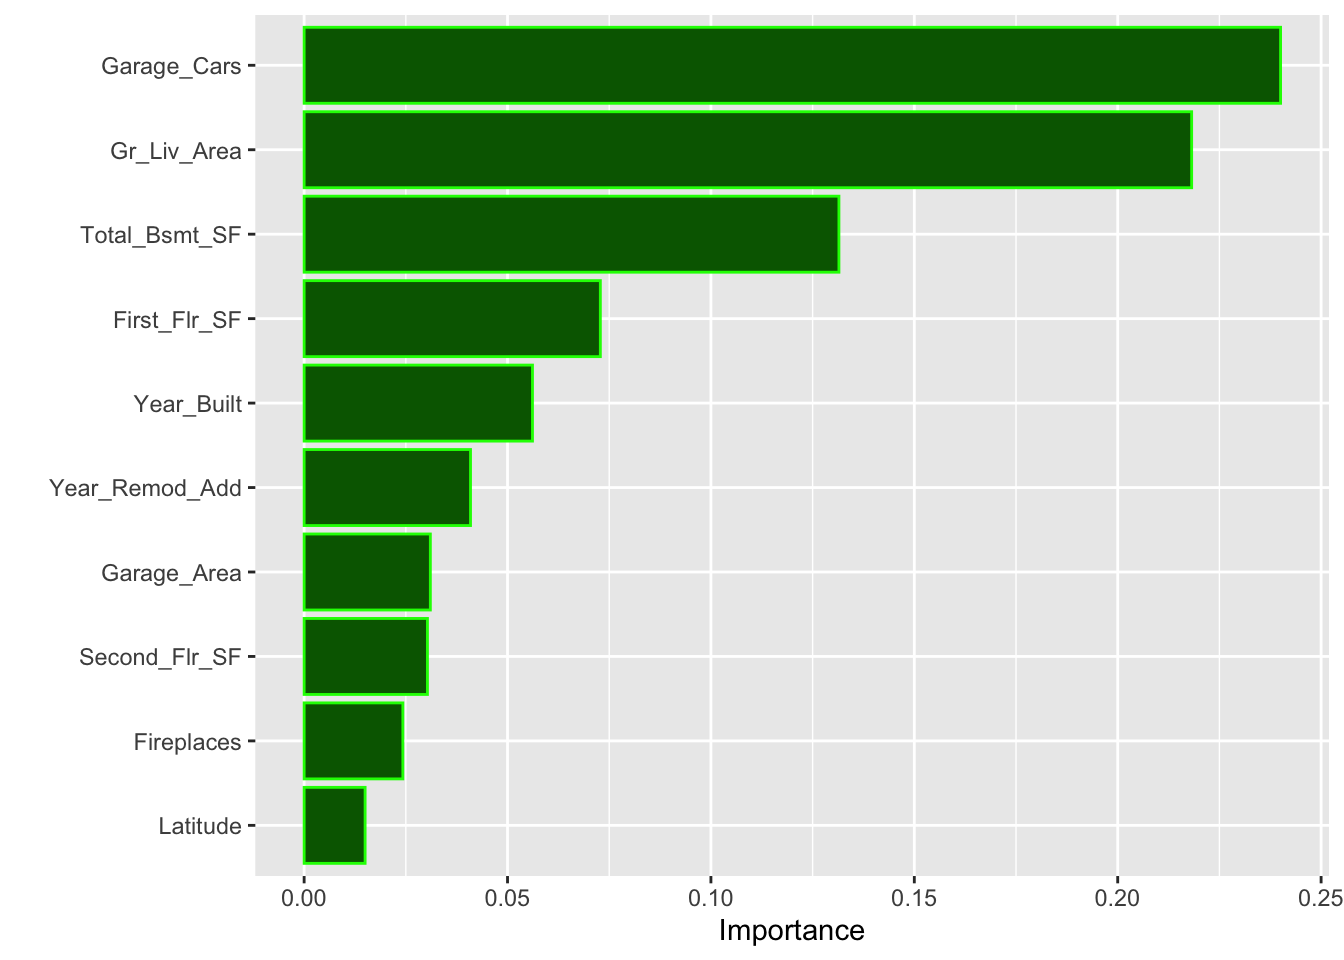 Garage_Cars
Gr_Liv_Area
Total_Bsmt_SF
First_Flr_SF
Year_Built
Year_Remod_Add
Garage_Area
Second_Flr_SF
Fireplaces
Latitude
0.00 0.05 0.10 0.15 0.20 0.25
Importance